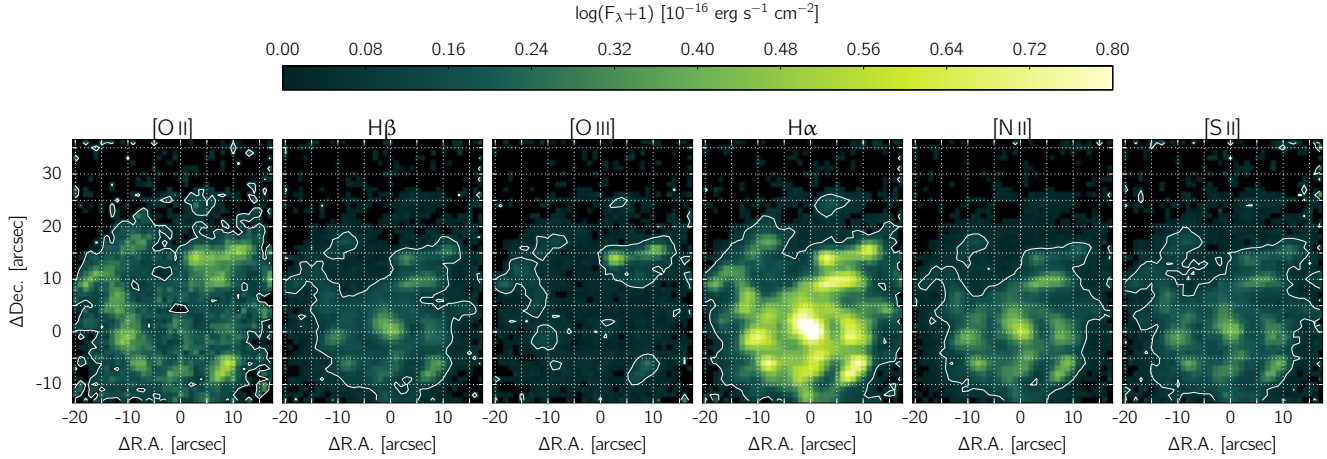 log(F_λ+1) [10⁻¹⁶ erg s⁻¹ cm⁻²]
0.00 0.08 0.16 0.24 0.32 0.40 0.48 0.56 0.64 0.72 0.80
[O II] Hβ [O III] Hα [N II] [S II]
30
20
10
0
-10
ΔDec. [arcsec]
-20 -10 0 10 -20 -10 0 10 -20 -10 0 10 -20 -10 0 10 -20 -10 0 10 -20 -10 0 10
ΔR.A. [arcsec] ΔR.A. [arcsec] ΔR.A. [arcsec] ΔR.A. [arcsec] ΔR.A. [arcsec] ΔR.A. [arcsec]